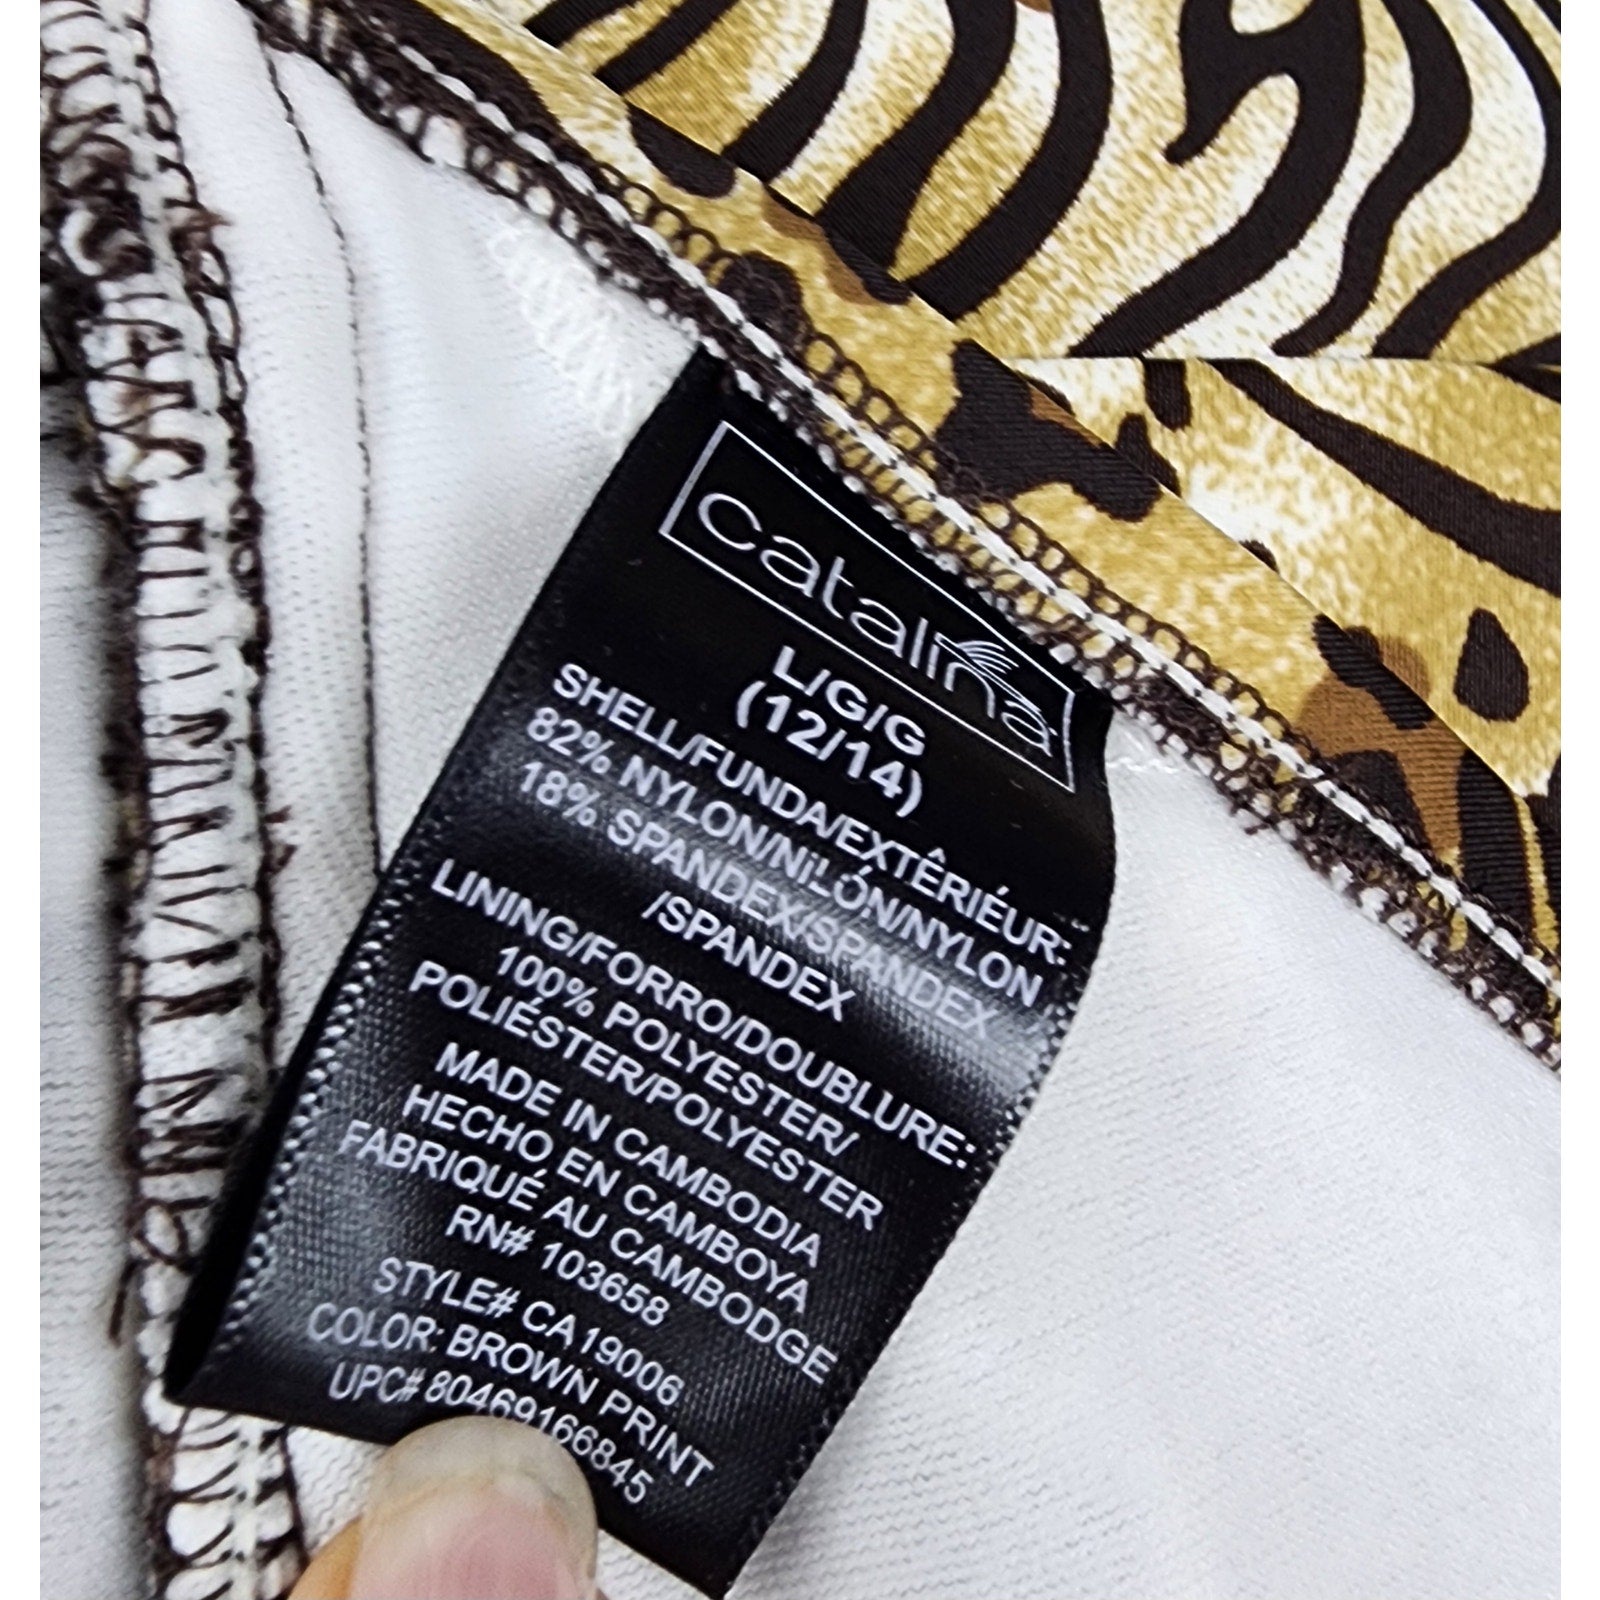 catalina
L/G/G
(12/14)
SHELL/FUNDA/EXTÊRIÉUR:
82% NYLON/NiLÓN/NYLON
18% SPANDEX/SPANDEX
/SPANDEX
LINING/FORRO/DOUBLURE:
100% POLYESTER/
POLIÉSTER/POLYESTER
MADE IN CAMBODIA
HECHO EN CAMBOYA
FABRIQUÉ AU CAMBODGE
RN# 103658
STYLE# CA19006
COLOR: BROWN PRINT
UPC# 80469166845